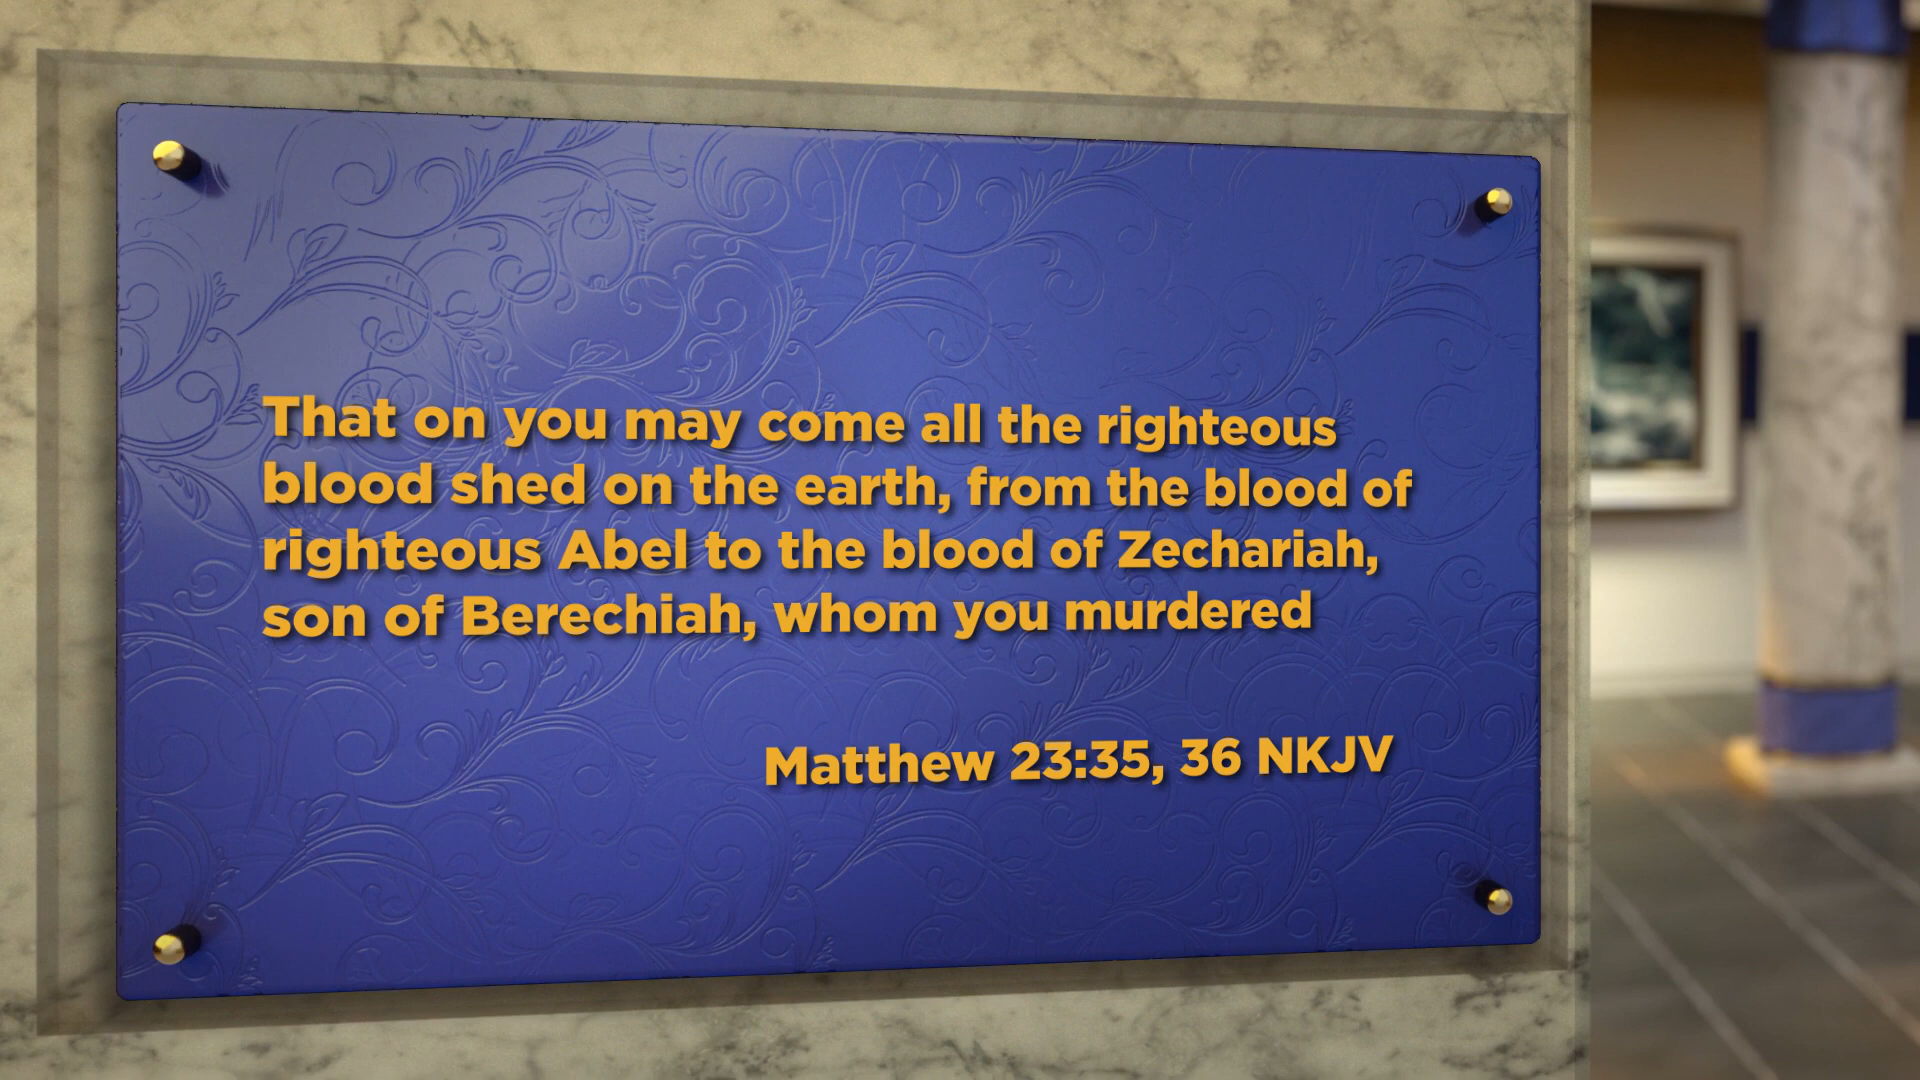 That on you may come all the righteous
blood shed on the earth, from the blood of
righteous Abel to the blood of Zechariah,
son of Berechiah, whom you murdered
Matthew 23:35, 36 NKJV